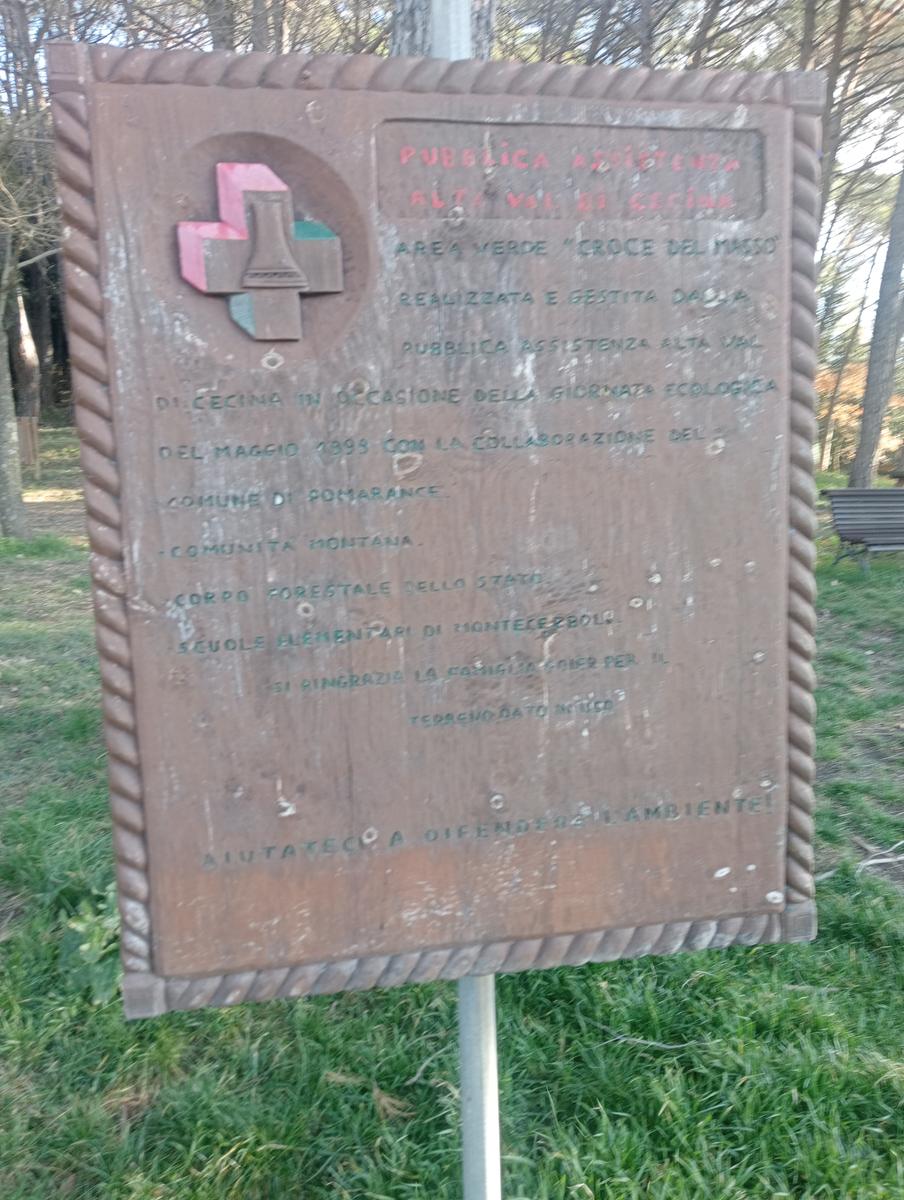 PUBBLICA ASSISTENZA
ALTA VAL DI CECINA
AREA VERDE "CROCE DEL MASSO"
REALIZZATA E GESTITA DALLA
PUBBLICA ASSISTENZA ALTA VAL
DI CECINA IN OCCASIONE DELLA GIORNATA ECOLOGICA
DEL MAGGIO CON LA COLLABORAZIONE DEL
-COMUNE DI POMARANCE.
-COMUNITA MONTANA.
-CORPO FORESTALE DELLO STATO.
-SCUOLE ELEMENTARI DI MONTECERBOLI.
SI RINGRAZIA LA FAMIGLIA PER IL
TERRENO DATO IN USO
AIUTATECI A DIFENDERE L'AMBIENTE!